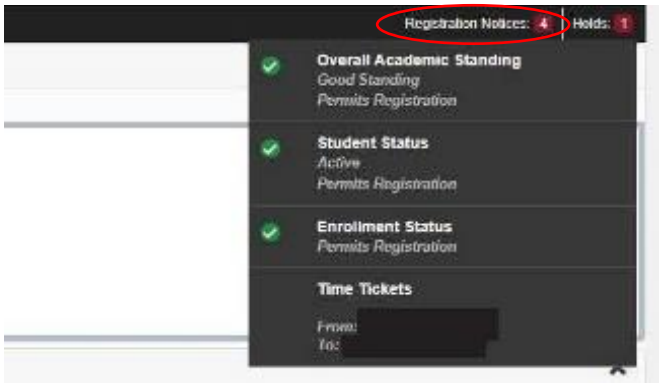 Registration Notices: 4 Holds: 1
Overall Academic Standing
Good Standing
Permits Registration
Student Status
Active
Permits Registration
Enrollment Status
Permits Registration
Time Tickets
From:
To: